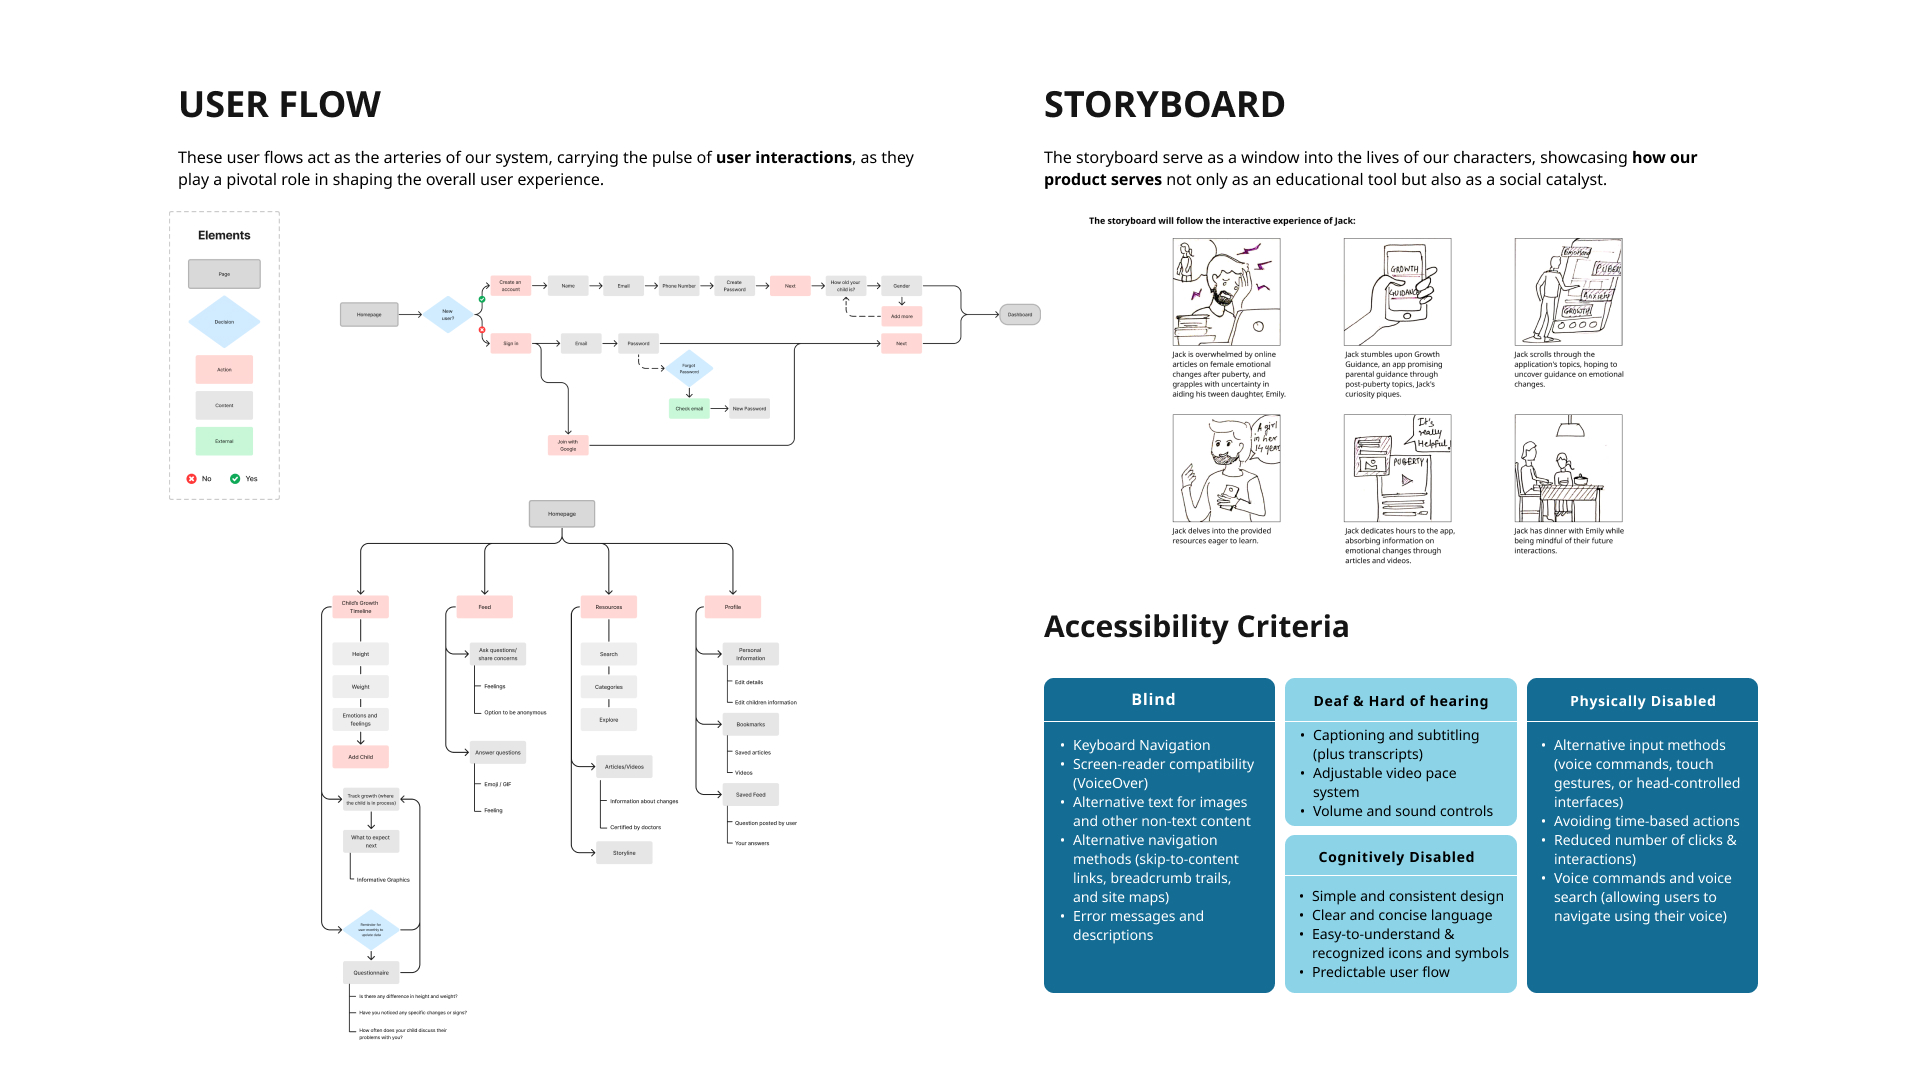 USER FLOW
These user flows act as the arteries of our system, carrying the pulse of user interactions, as they
play a pivotal role in shaping the overall user experience.
Elements
Page
Decision
Action
Content
External
No
Yes
Homepage
New
user?
Create an
account
Name
Email
Phone Number
Create
Password
Next
How old your
child is?
Gender
Add more
Dashboard
Sign In
Email
Password
Next
Forgot
Password
Check email
New Password
Join with
Google
Homepage
Child's Growth
Timeline
Height
Weight
Emotions and
feelings
Add Child
Track growth (where
the child is in process)
What to expect
next
Informative Graphics
Reminder for
user monthly to
update data
Questionnaire
Is there any difference in height and weight?
Have you noticed any specific changes or signs?
How often does your child discuss their
problems with you?
Feed
Ask questions/
share concerns
Feelings
Option to be anonymous
Answer questions
Emoji / GIF
Feeling
Resources
Search
Categories
Explore
Articles/Videos
Information about changes
Certified by doctors
Storyline
Profile
Personal
Information
Edit details
Edit children information
Bookmarks
Saved articles
Videos
Saved Feed
Question posted by user
Your answers
STORYBOARD
The storyboard serve as a window into the lives of our characters, showcasing how our
product serves not only as an educational tool but also as a social catalyst.
The storyboard will follow the interactive experience of Jack:
Jack is overwhelmed by online
articles on female emotional
changes after puberty, and
grapples with uncertainty in
aiding his tween daughter, Emily.
GROWTH
GUIDANCE
Jack stumbles upon Growth
Guidance, an app promising
parental guidance through
post-puberty topics, Jack's
curiosity piques.
Emotional
PUBERTY
Anxiety
GROWTH
Jack scrolls through the
application's topics, hoping to
uncover guidance on emotional
changes.
A girl
in her
14 year
Jack delves into the provided
resources eager to learn.
It's
really
Helpful!
PUBERTY
Jack dedicates hours to the app,
absorbing information on
emotional changes through
articles and videos.
Jack has dinner with Emily while
being mindful of their future
interactions.
Accessibility Criteria
Blind
• Keyboard Navigation
• Screen-reader compatibility
(VoiceOver)
• Alternative text for images
and other non-text content
• Alternative navigation
methods (skip-to-content
links, breadcrumb trails,
and site maps)
• Error messages and
descriptions
Deaf & Hard of hearing
• Captioning and subtitling
(plus transcripts)
• Adjustable video pace
system
• Volume and sound controls
Cognitively Disabled
• Simple and consistent design
• Clear and concise language
• Easy-to-understand &
recognized icons and symbols
• Predictable user flow
Physically Disabled
• Alternative input methods
(voice commands, touch
gestures, or head-controlled
interfaces)
• Avoiding time-based actions
• Reduced number of clicks &
interactions)
• Voice commands and voice
search (allowing users to
navigate using their voice)